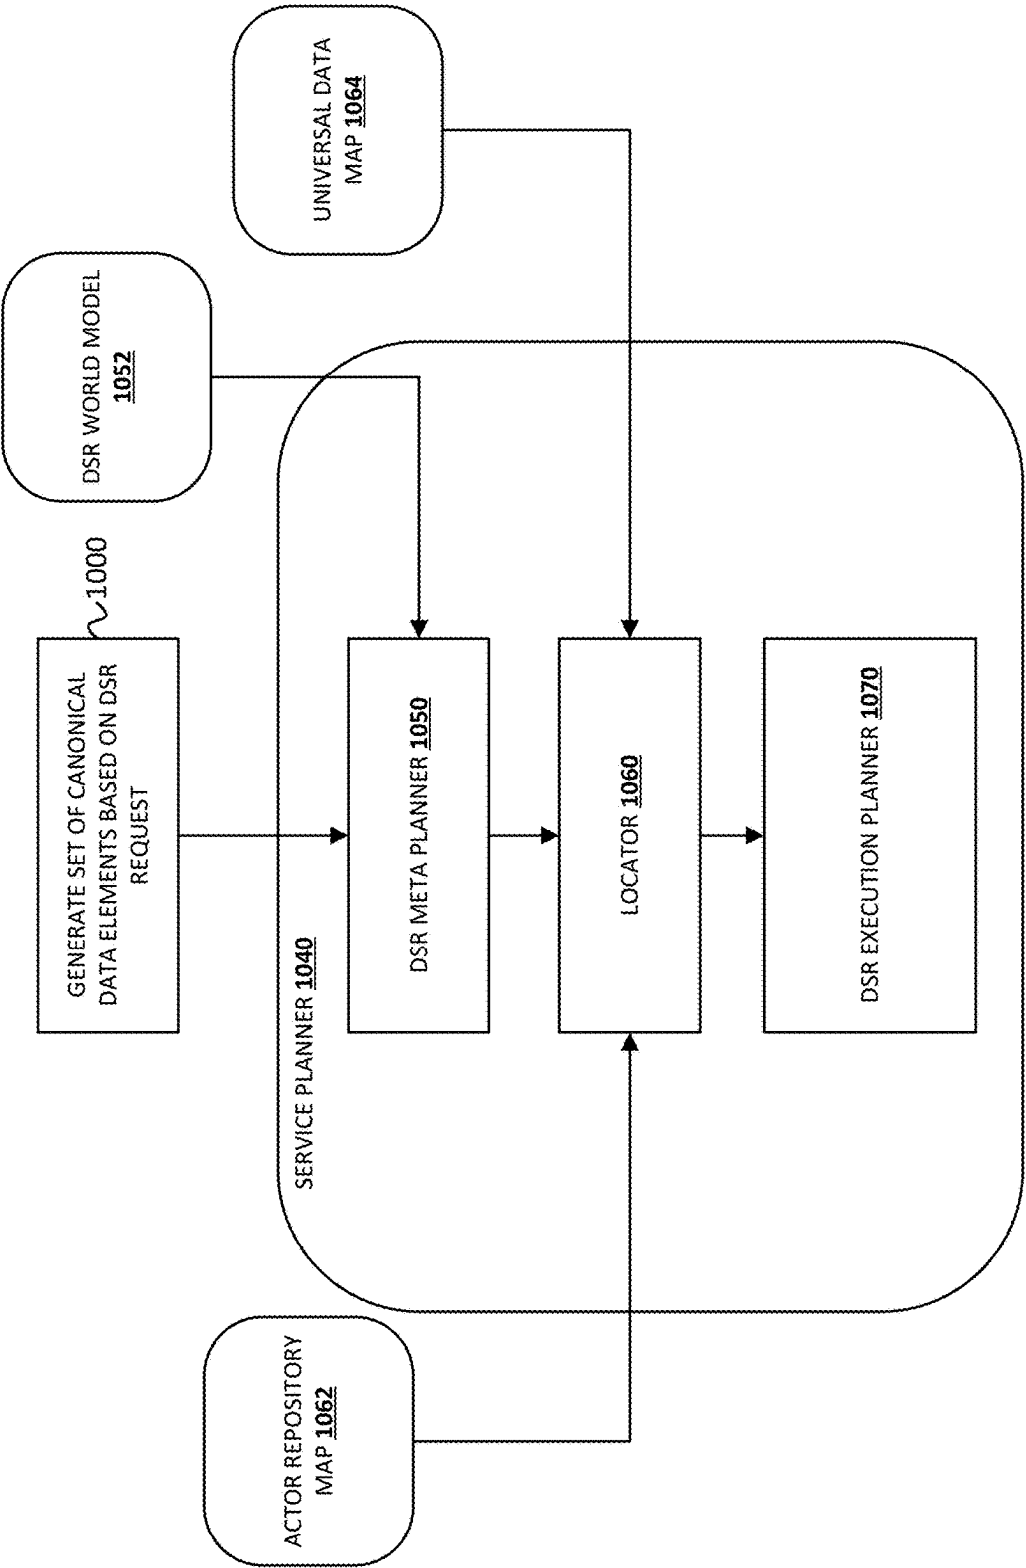 GENERATE SET OF CANONICAL
DATA ELEMENTS BASED ON DSR
REQUEST
1000
DSR WORLD MODEL
1052
UNIVERSAL DATA
MAP 1064
SERVICE PLANNER 1040
DSR META PLANNER 1050
ACTOR REPOSITORY
MAP 1062
LOCATOR 1060
DSR EXECUTION PLANNER 1070